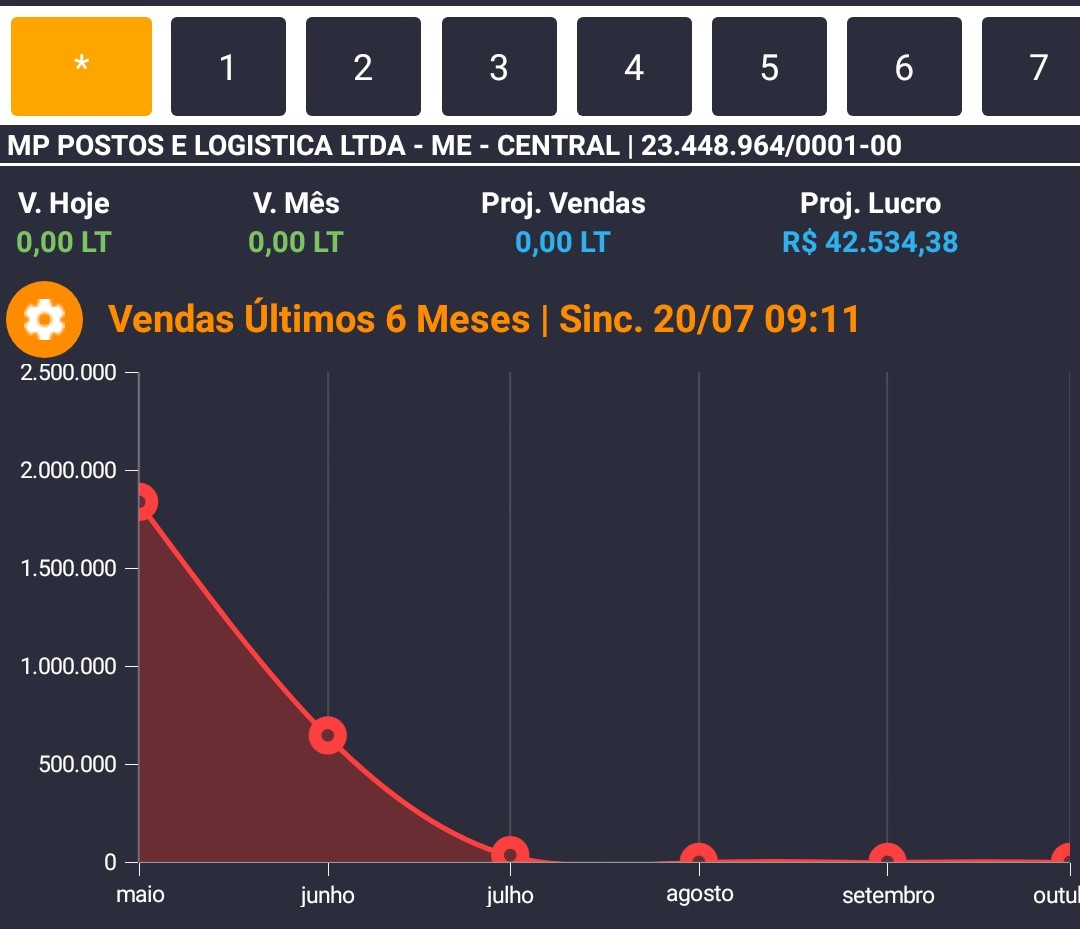 * 1 2 3 4 5 6 7
MP POSTOS E LOGISTICA LTDA - ME - CENTRAL | 23.448.964/0001-00
V. Hoje V. Mês Proj. Vendas Proj. Lucro
0,00 LT 0,00 LT 0,00 LT R$ 42.534,38
Vendas Últimos 6 Meses | Sinc. 20/07 09:11
2.500.000
2.000.000
1.500.000
1.000.000
500.000
0
maio junho julho agosto setembro